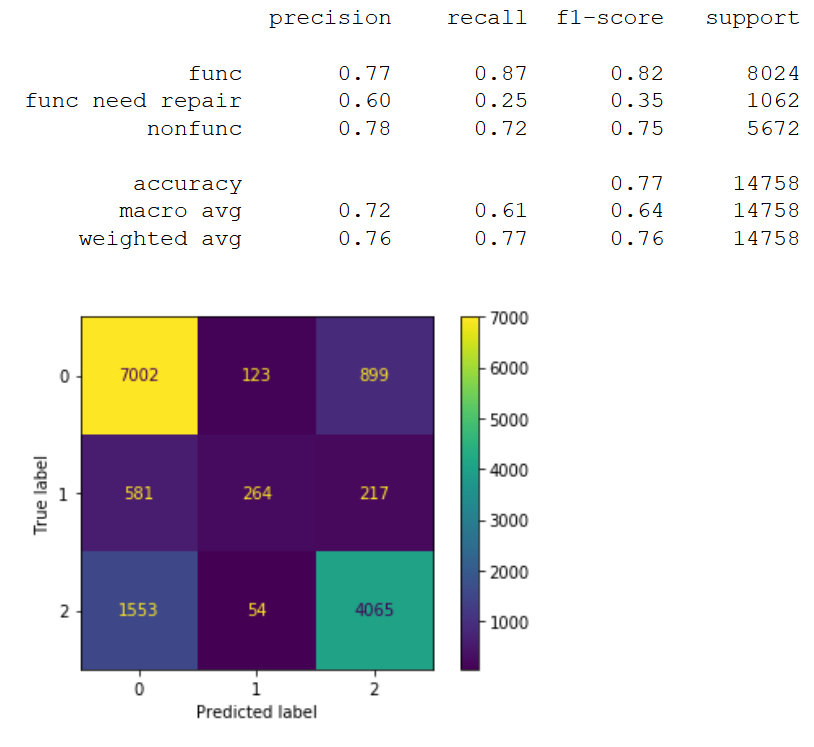 precision recall f1-score support
func 0.77 0.87 0.82 8024
func need repair 0.60 0.25 0.35 1062
nonfunc 0.78 0.72 0.75 5672
accuracy 0.77 14758
macro avg 0.72 0.61 0.64 14758
weighted avg 0.76 0.77 0.76 14758
7000
6000
5000
4000
3000
2000
1000
True label
0 7002 123 899
1 581 264 217
2 1553 54 4065
0 1 2
Predicted label